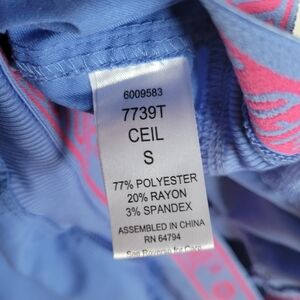 6009583
7739T
CEIL
S
77% POLYESTER
20% RAYON
3% SPANDEX
ASSEMBLED IN CHINA
RN 64794
See Reverse for Care